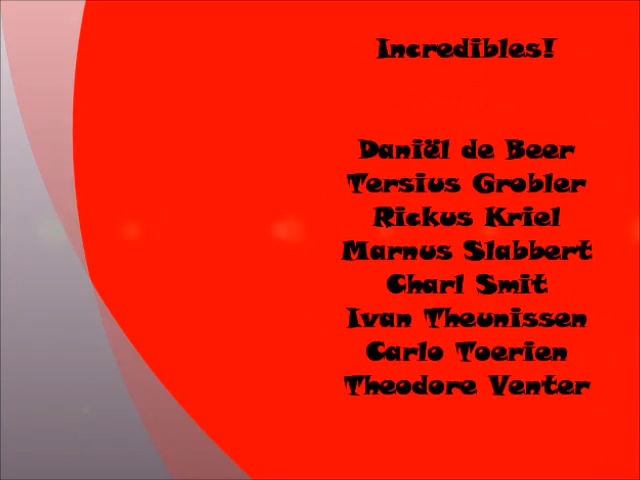 Incredibles!
Daniël de Beer
Tersius Grobler
Rickus Kriel
Marnus Slabbert
Charl Smit
Ivan Theunissen
Carlo Toerien
Theodore Venter